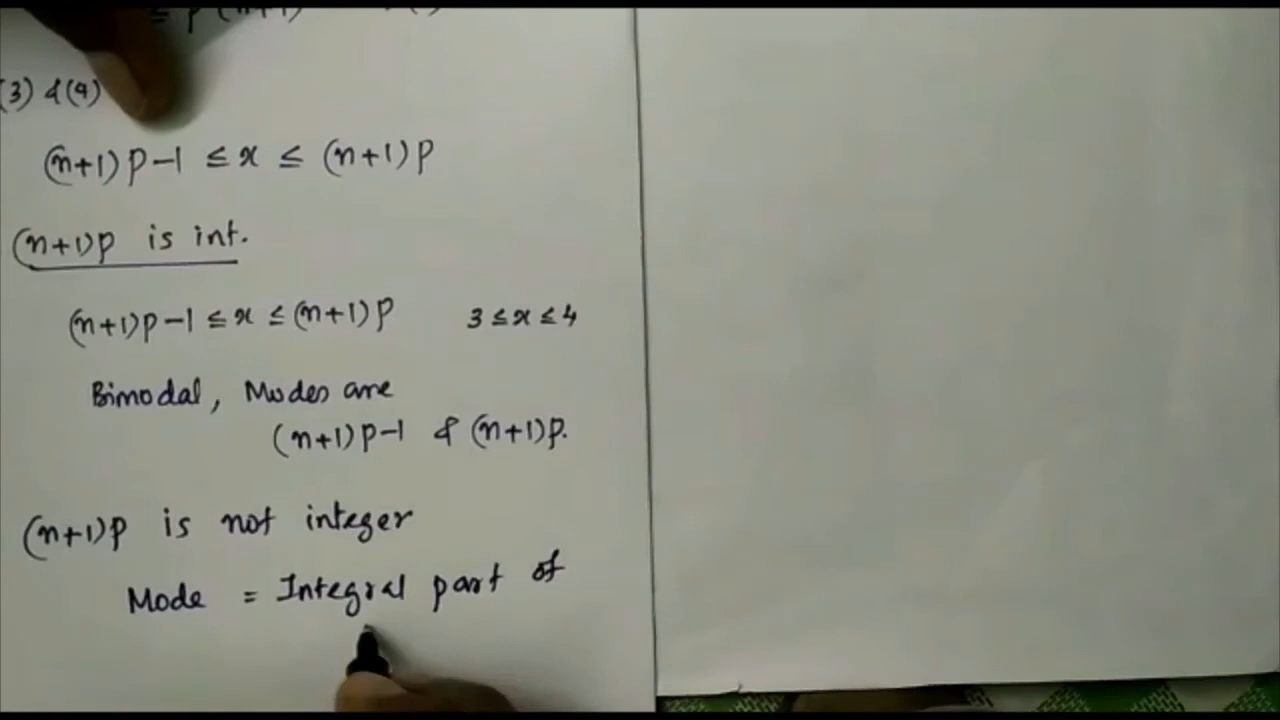 ≤ p(n+1)
(3) & (4)
(n+1)p-1 ≤ x ≤ (n+1)p
(n+1)p is int.
(n+1)p-1 ≤ x ≤ (n+1)p 3 ≤ x ≤ 4
Bimodal, Modes are
(n+1)p-1 & (n+1)p.
(n+1)p is not integer
Mode = Integral part of